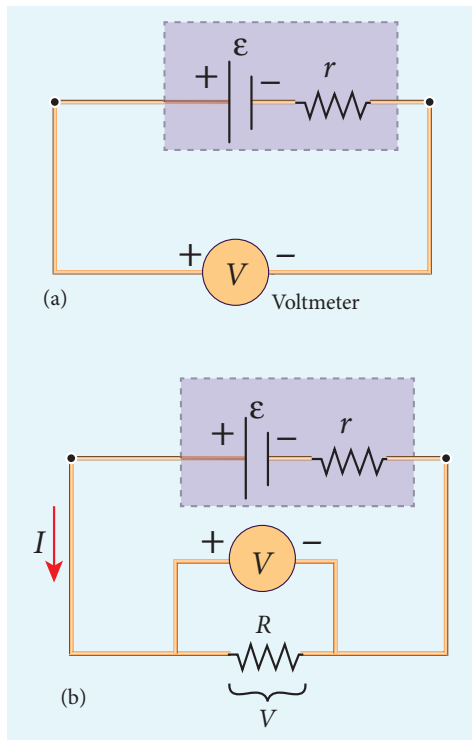 ε
+ − r
+ V −
(a) Voltmeter
ε
+ − r
I + V −
R
(b) V